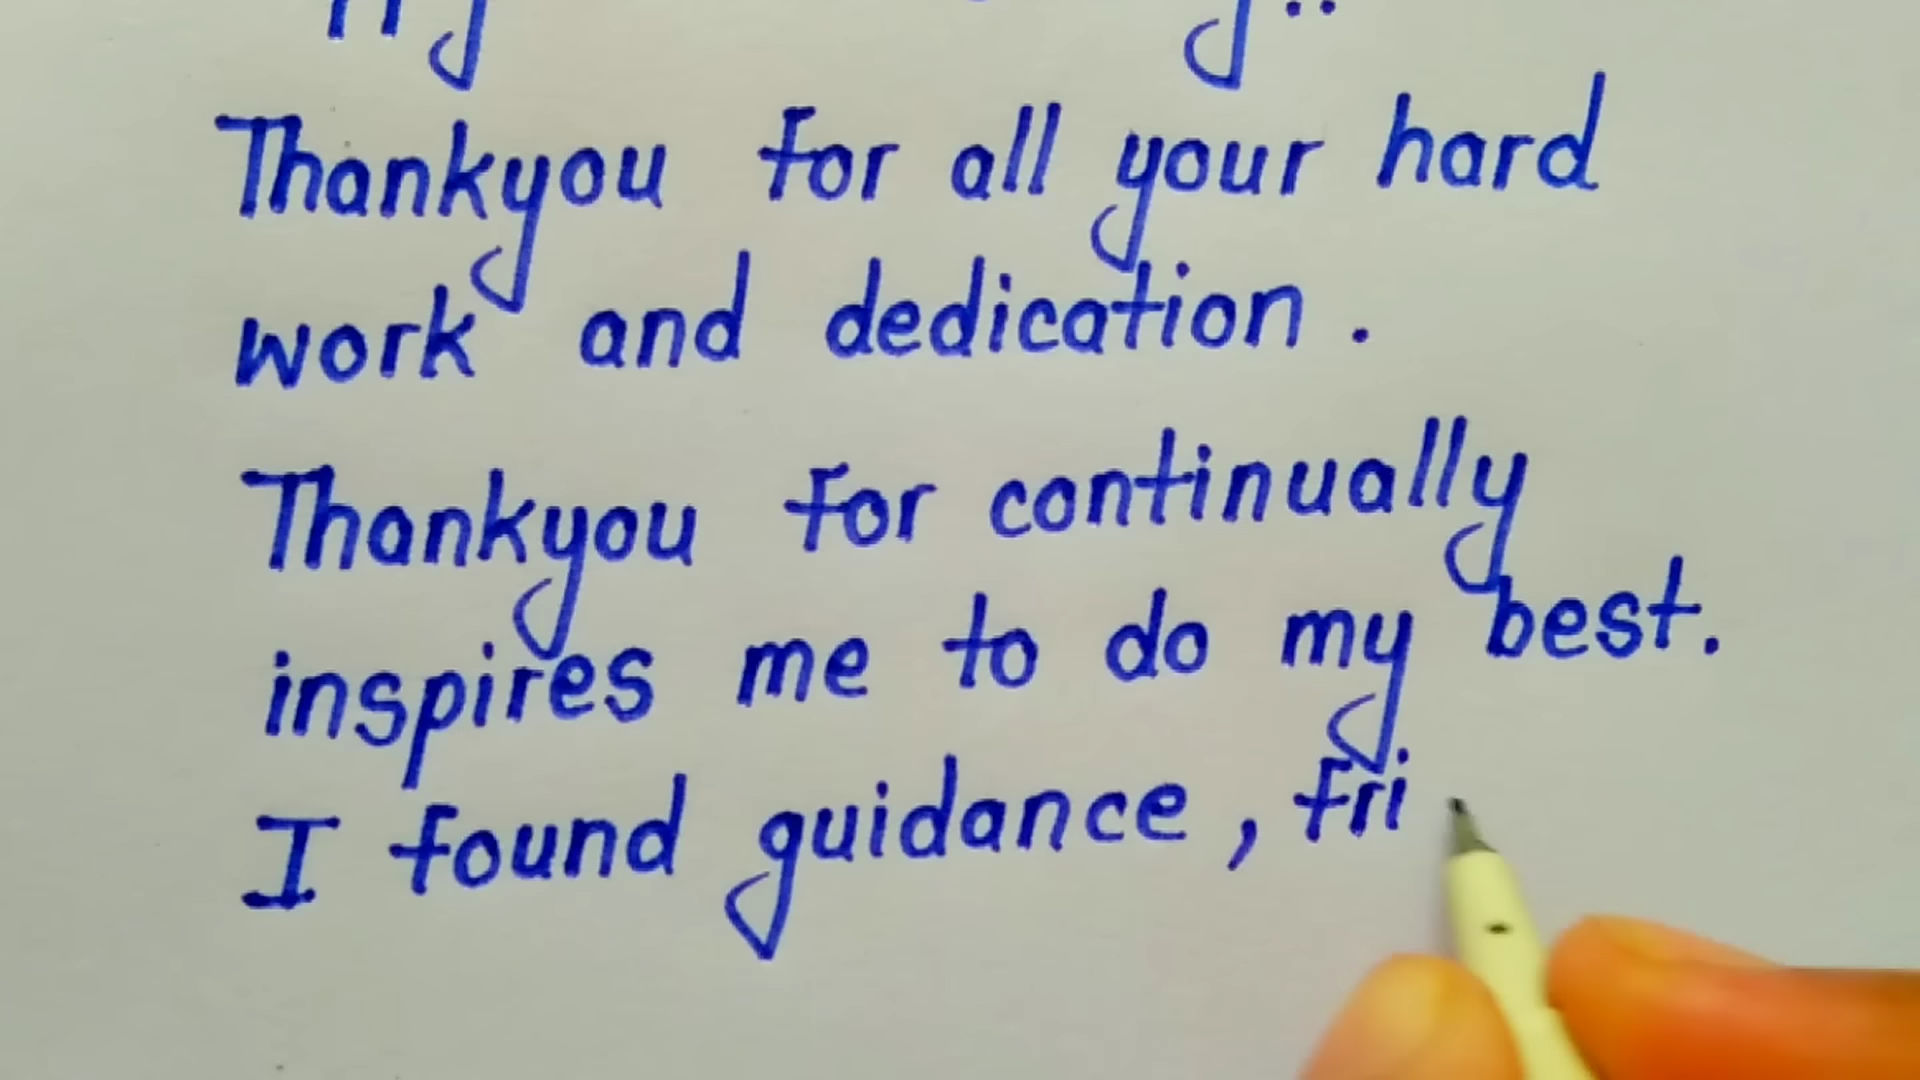 Thankyou for all your hard
work and dedication.
Thankyou for continually
inspires me to do my best.
I found guidance, fri